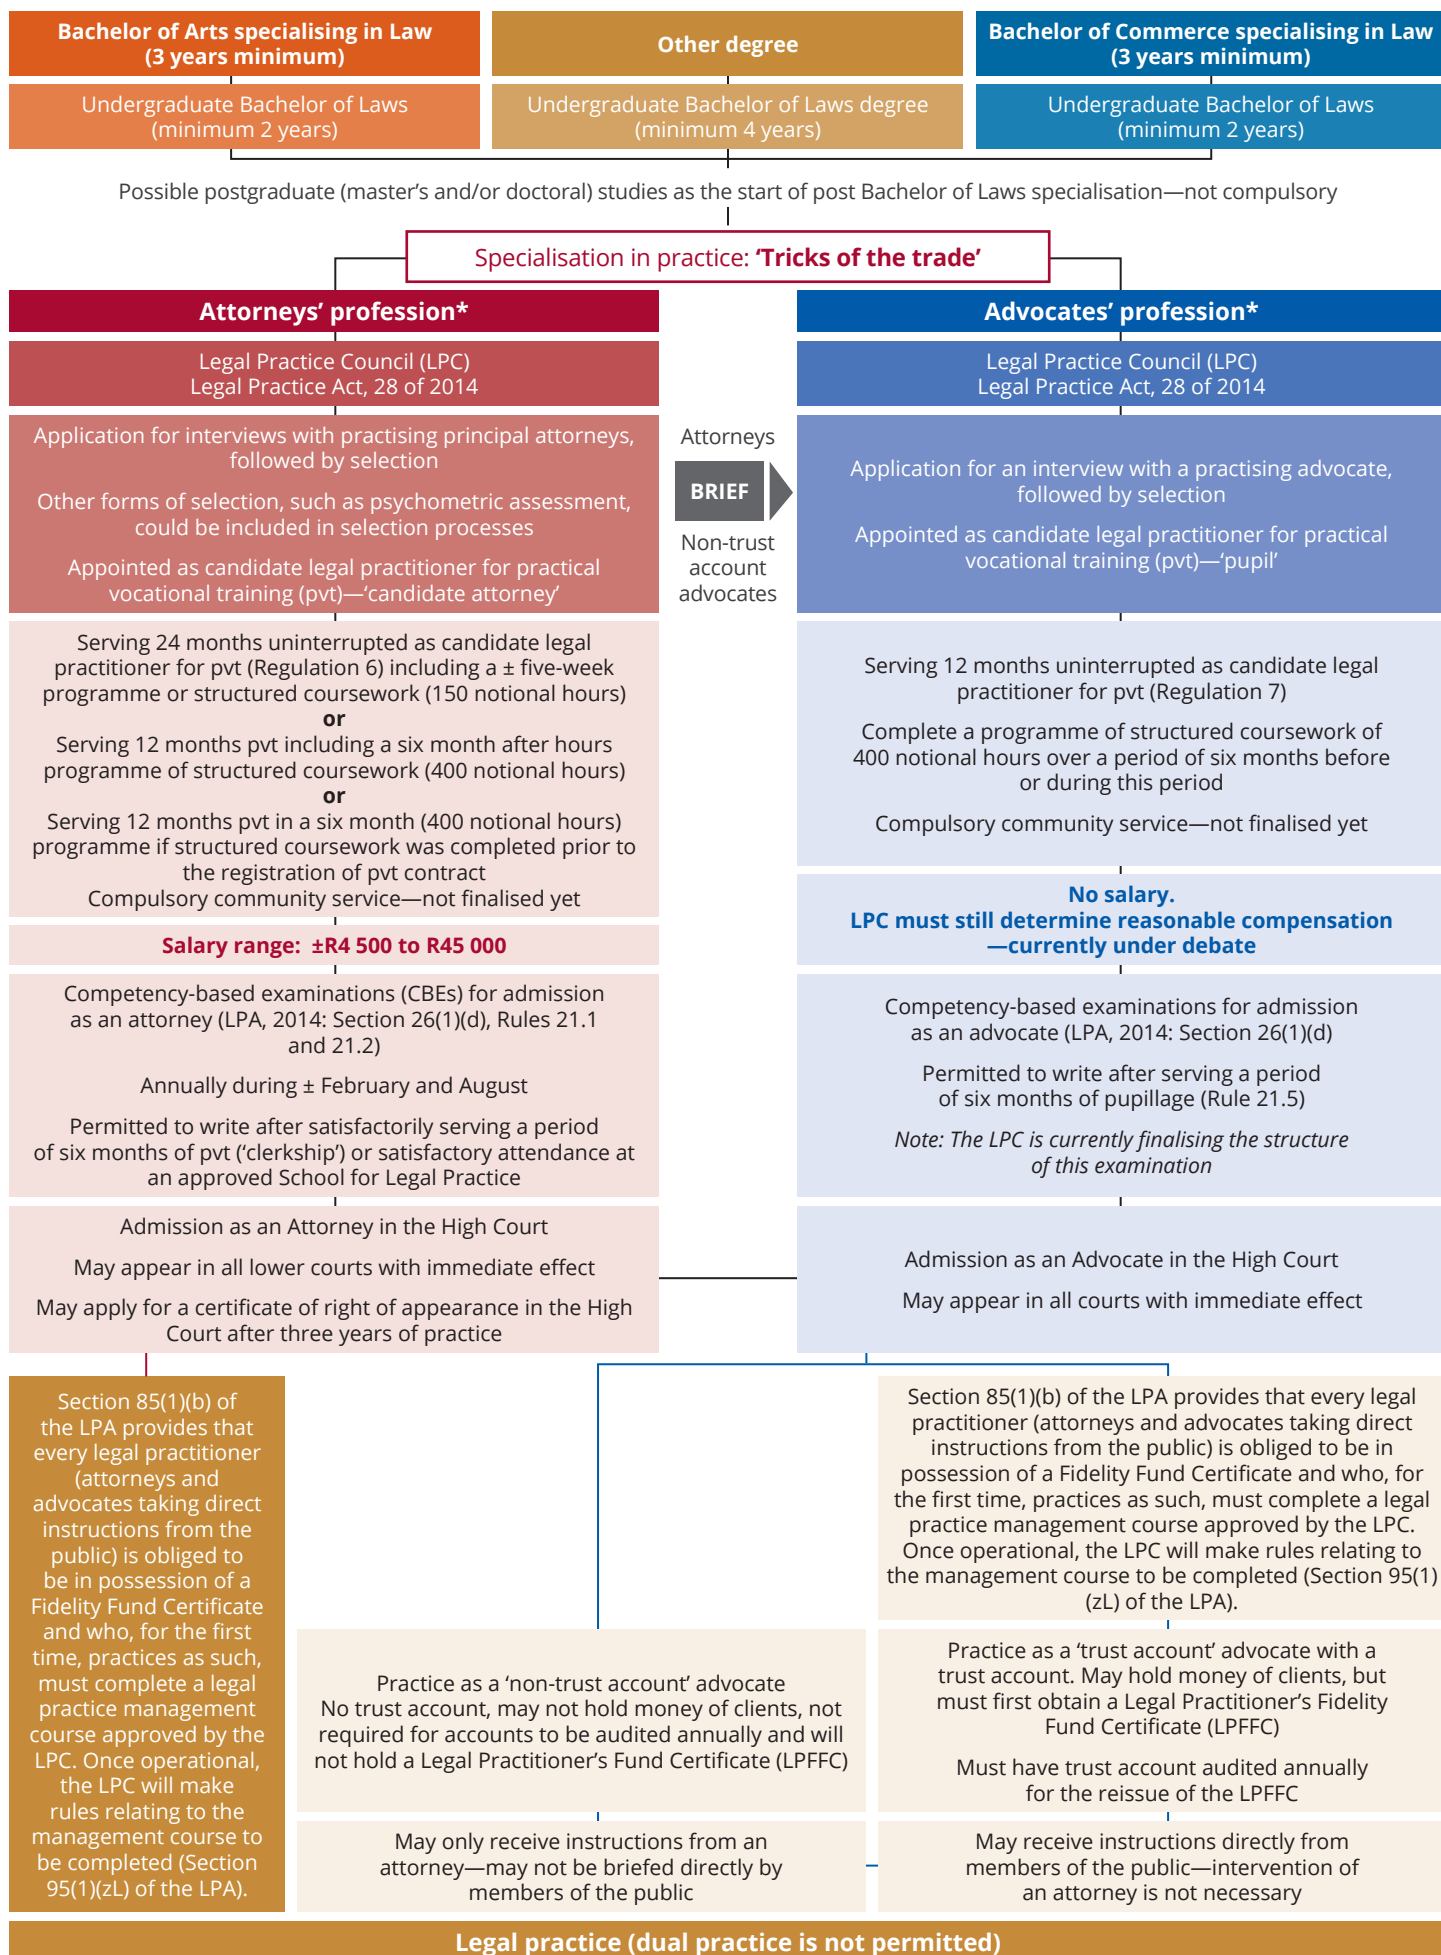 Bachelor of Arts specialising in Law
(3 years minimum)
Other degree
Bachelor of Commerce specialising in Law
(3 years minimum)
Undergraduate Bachelor of Laws
(minimum 2 years)
Undergraduate Bachelor of Laws degree
(minimum 4 years)
Undergraduate Bachelor of Laws
(minimum 2 years)
Possible postgraduate (master's and/or doctoral) studies as the start of post Bachelor of Laws specialisation—not compulsory
Specialisation in practice: 'Tricks of the trade'
Attorneys' profession*
Legal Practice Council (LPC)
Legal Practice Act, 28 of 2014
Application for interviews with practising principal attorneys,
followed by selection
Other forms of selection, such as psychometric assessment,
could be included in selection processes
Appointed as candidate legal practitioner for practical
vocational training (pvt)—'candidate attorney'
Serving 24 months uninterrupted as candidate legal
practitioner for pvt (Regulation 6) including a ± five-week
programme or structured coursework (150 notional hours)
or
Serving 12 months pvt including a six month after hours
programme of structured coursework (400 notional hours)
or
Serving 12 months pvt in a six month (400 notional hours)
programme if structured coursework was completed prior to
the registration of pvt contract
Compulsory community service—not finalised yet
Salary range: ±R4 500 to R45 000
Competency-based examinations (CBEs) for admission
as an attorney (LPA, 2014: Section 26(1)(d), Rules 21.1
and 21.2)
Annually during ± February and August
Permitted to write after satisfactorily serving a period
of six months of pvt ('clerkship') or satisfactory attendance at
an approved School for Legal Practice
Admission as an Attorney in the High Court
May appear in all lower courts with immediate effect
May apply for a certificate of right of appearance in the High
Court after three years of practice
Attorneys
BRIEF
Non-trust
account
advocates
Advocates' profession*
Legal Practice Council (LPC)
Legal Practice Act, 28 of 2014
Application for an interview with a practising advocate,
followed by selection
Appointed as candidate legal practitioner for practical
vocational training (pvt)—'pupil'
Serving 12 months uninterrupted as candidate legal
practitioner for pvt (Regulation 7)
Complete a programme of structured coursework of
400 notional hours over a period of six months before
or during this period
Compulsory community service—not finalised yet
No salary.
LPC must still determine reasonable compensation
—currently under debate
Competency-based examinations for admission
as an advocate (LPA, 2014: Section 26(1)(d)
Permitted to write after serving a period
of six months of pupillage (Rule 21.5)
Note: The LPC is currently finalising the structure
of this examination
Admission as an Advocate in the High Court
May appear in all courts with immediate effect
Section 85(1)(b) of
the LPA provides that
every legal practitioner
(attorneys and
advocates taking direct
instructions from the
public) is obliged to
be in possession of a
Fidelity Fund Certificate
and who, for the first
time, practices as such,
must complete a legal
practice management
course approved by the
LPC. Once operational,
the LPC will make
rules relating to the
management course to
be completed (Section
95(1)(zL) of the LPA).
Practice as a 'non-trust account' advocate
No trust account, may not hold money of clients, not
required for accounts to be audited annually and will
not hold a Legal Practitioner's Fund Certificate (LPFFC)
May only receive instructions from an
attorney—may not be briefed directly by
members of the public
Section 85(1)(b) of the LPA provides that every legal
practitioner (attorneys and advocates taking direct
instructions from the public) is obliged to be in
possession of a Fidelity Fund Certificate and who, for
the first time, practices as such, must complete a legal
practice management course approved by the LPC.
Once operational, the LPC will make rules relating to
the management course to be completed (Section 95(1)
(zL) of the LPA).
Practice as a 'trust account' advocate with a
trust account. May hold money of clients, but
must first obtain a Legal Practitioner's Fidelity
Fund Certificate (LPFFC)
Must have trust account audited annually
for the reissue of the LPFFC
May receive instructions directly from
members of the public—intervention of
an attorney is not necessary
Legal practice (dual practice is not permitted)